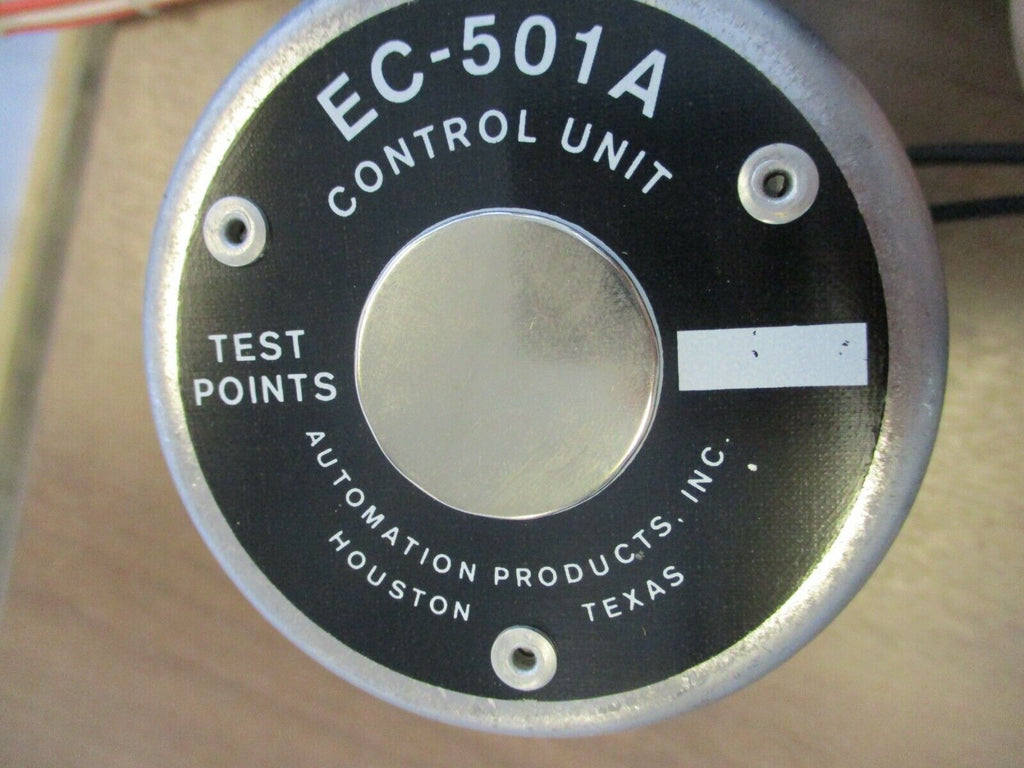 EC-501A
CONTROL UNIT
TEST
POINTS
AUTOMATION PRODUCTS, INC.
HOUSTON TEXAS